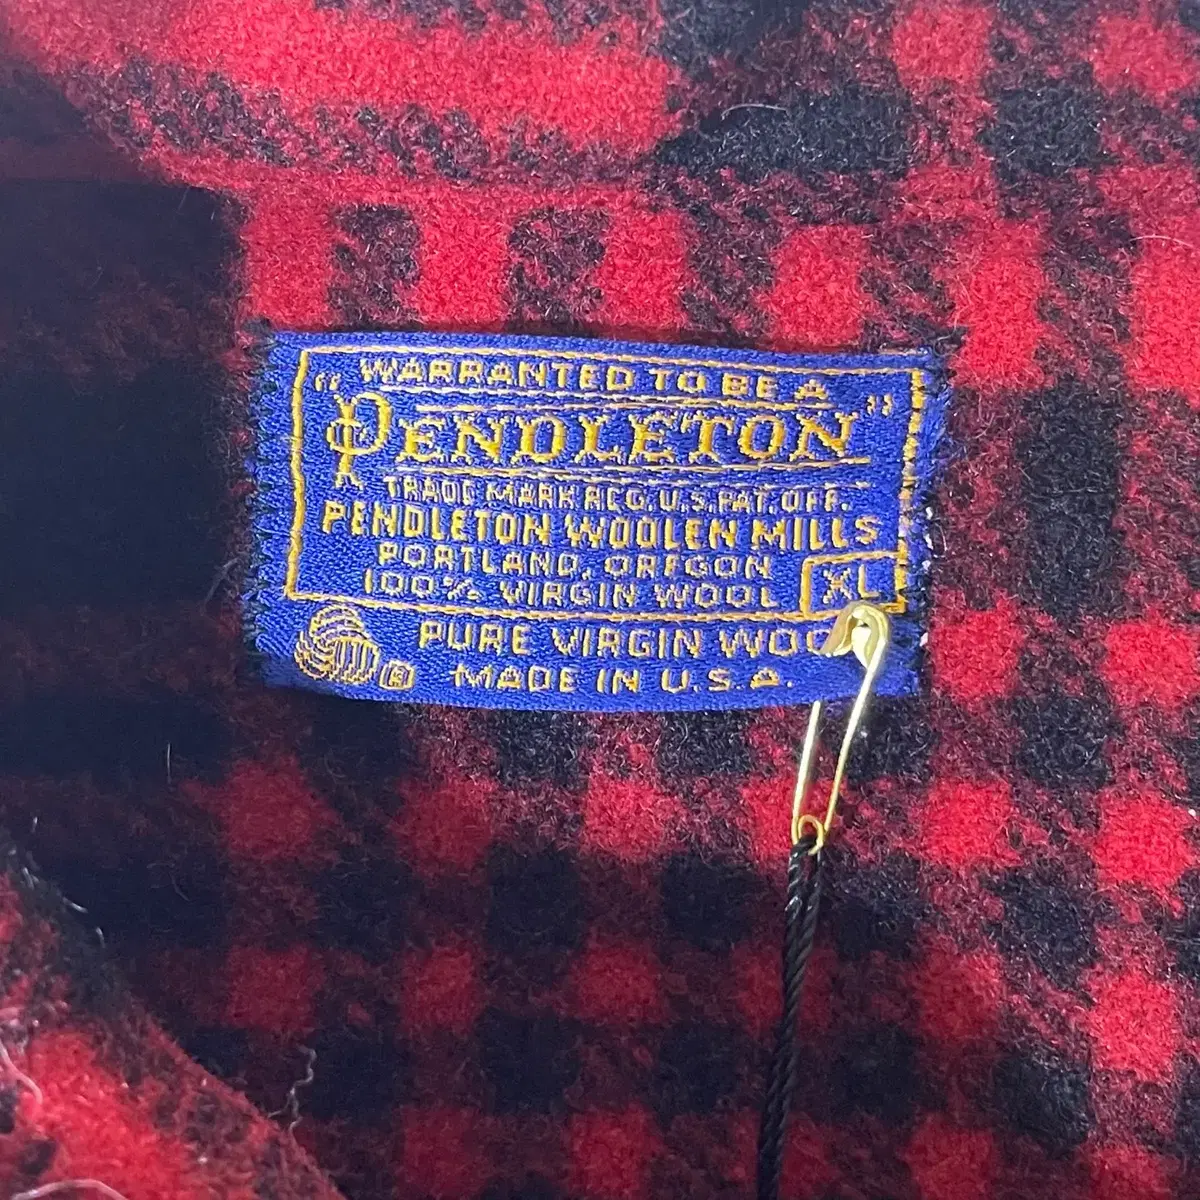 "WARRANTED TO BE A
PENDLETON"
TRADE MARK REG. U.S. PAT. OFF.
PENDLETON WOOLEN MILLS
PORTLAND, OREGON
100% VIRGIN WOOL XL
PURE VIRGIN WOO
R MADE IN U.S.A.